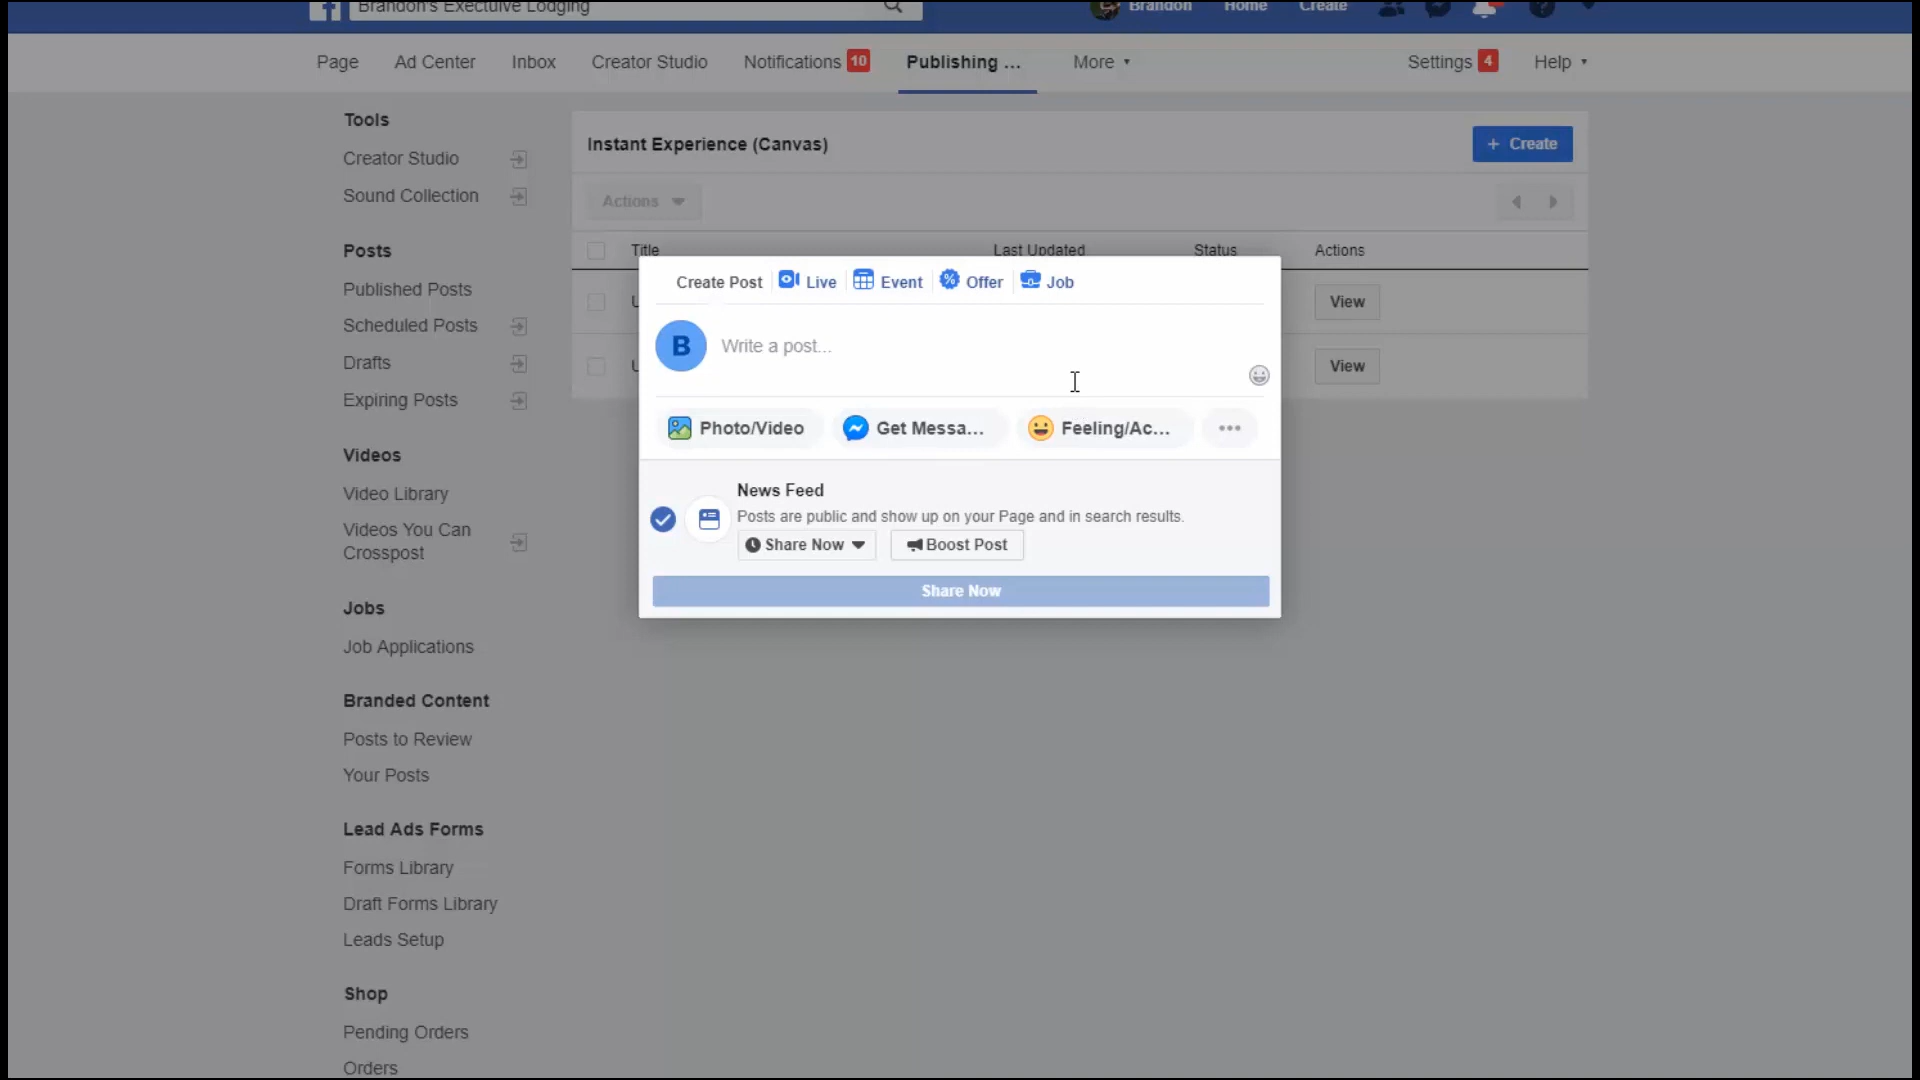 Brandon's Exectuive Lodging
Brandon Home Create
Page Ad Center Inbox Creator Studio Notifications 10 Publishing ... More Settings 4 Help
Tools
Creator Studio
Sound Collection
Posts
Published Posts
Scheduled Posts
Drafts
Expiring Posts
Videos
Video Library
Videos You Can
Crosspost
Jobs
Job Applications
Branded Content
Posts to Review
Your Posts
Lead Ads Forms
Forms Library
Draft Forms Library
Leads Setup
Shop
Pending Orders
Orders
Instant Experience (Canvas)
+ Create
Actions
Title Last Updated Status Actions
View
View
Create Post Live Event Offer Job
B Write a post...
Photo/Video Get Messa... Feeling/Ac... •••
News Feed
Posts are public and show up on your Page and in search results.
Share Now Boost Post
Share Now